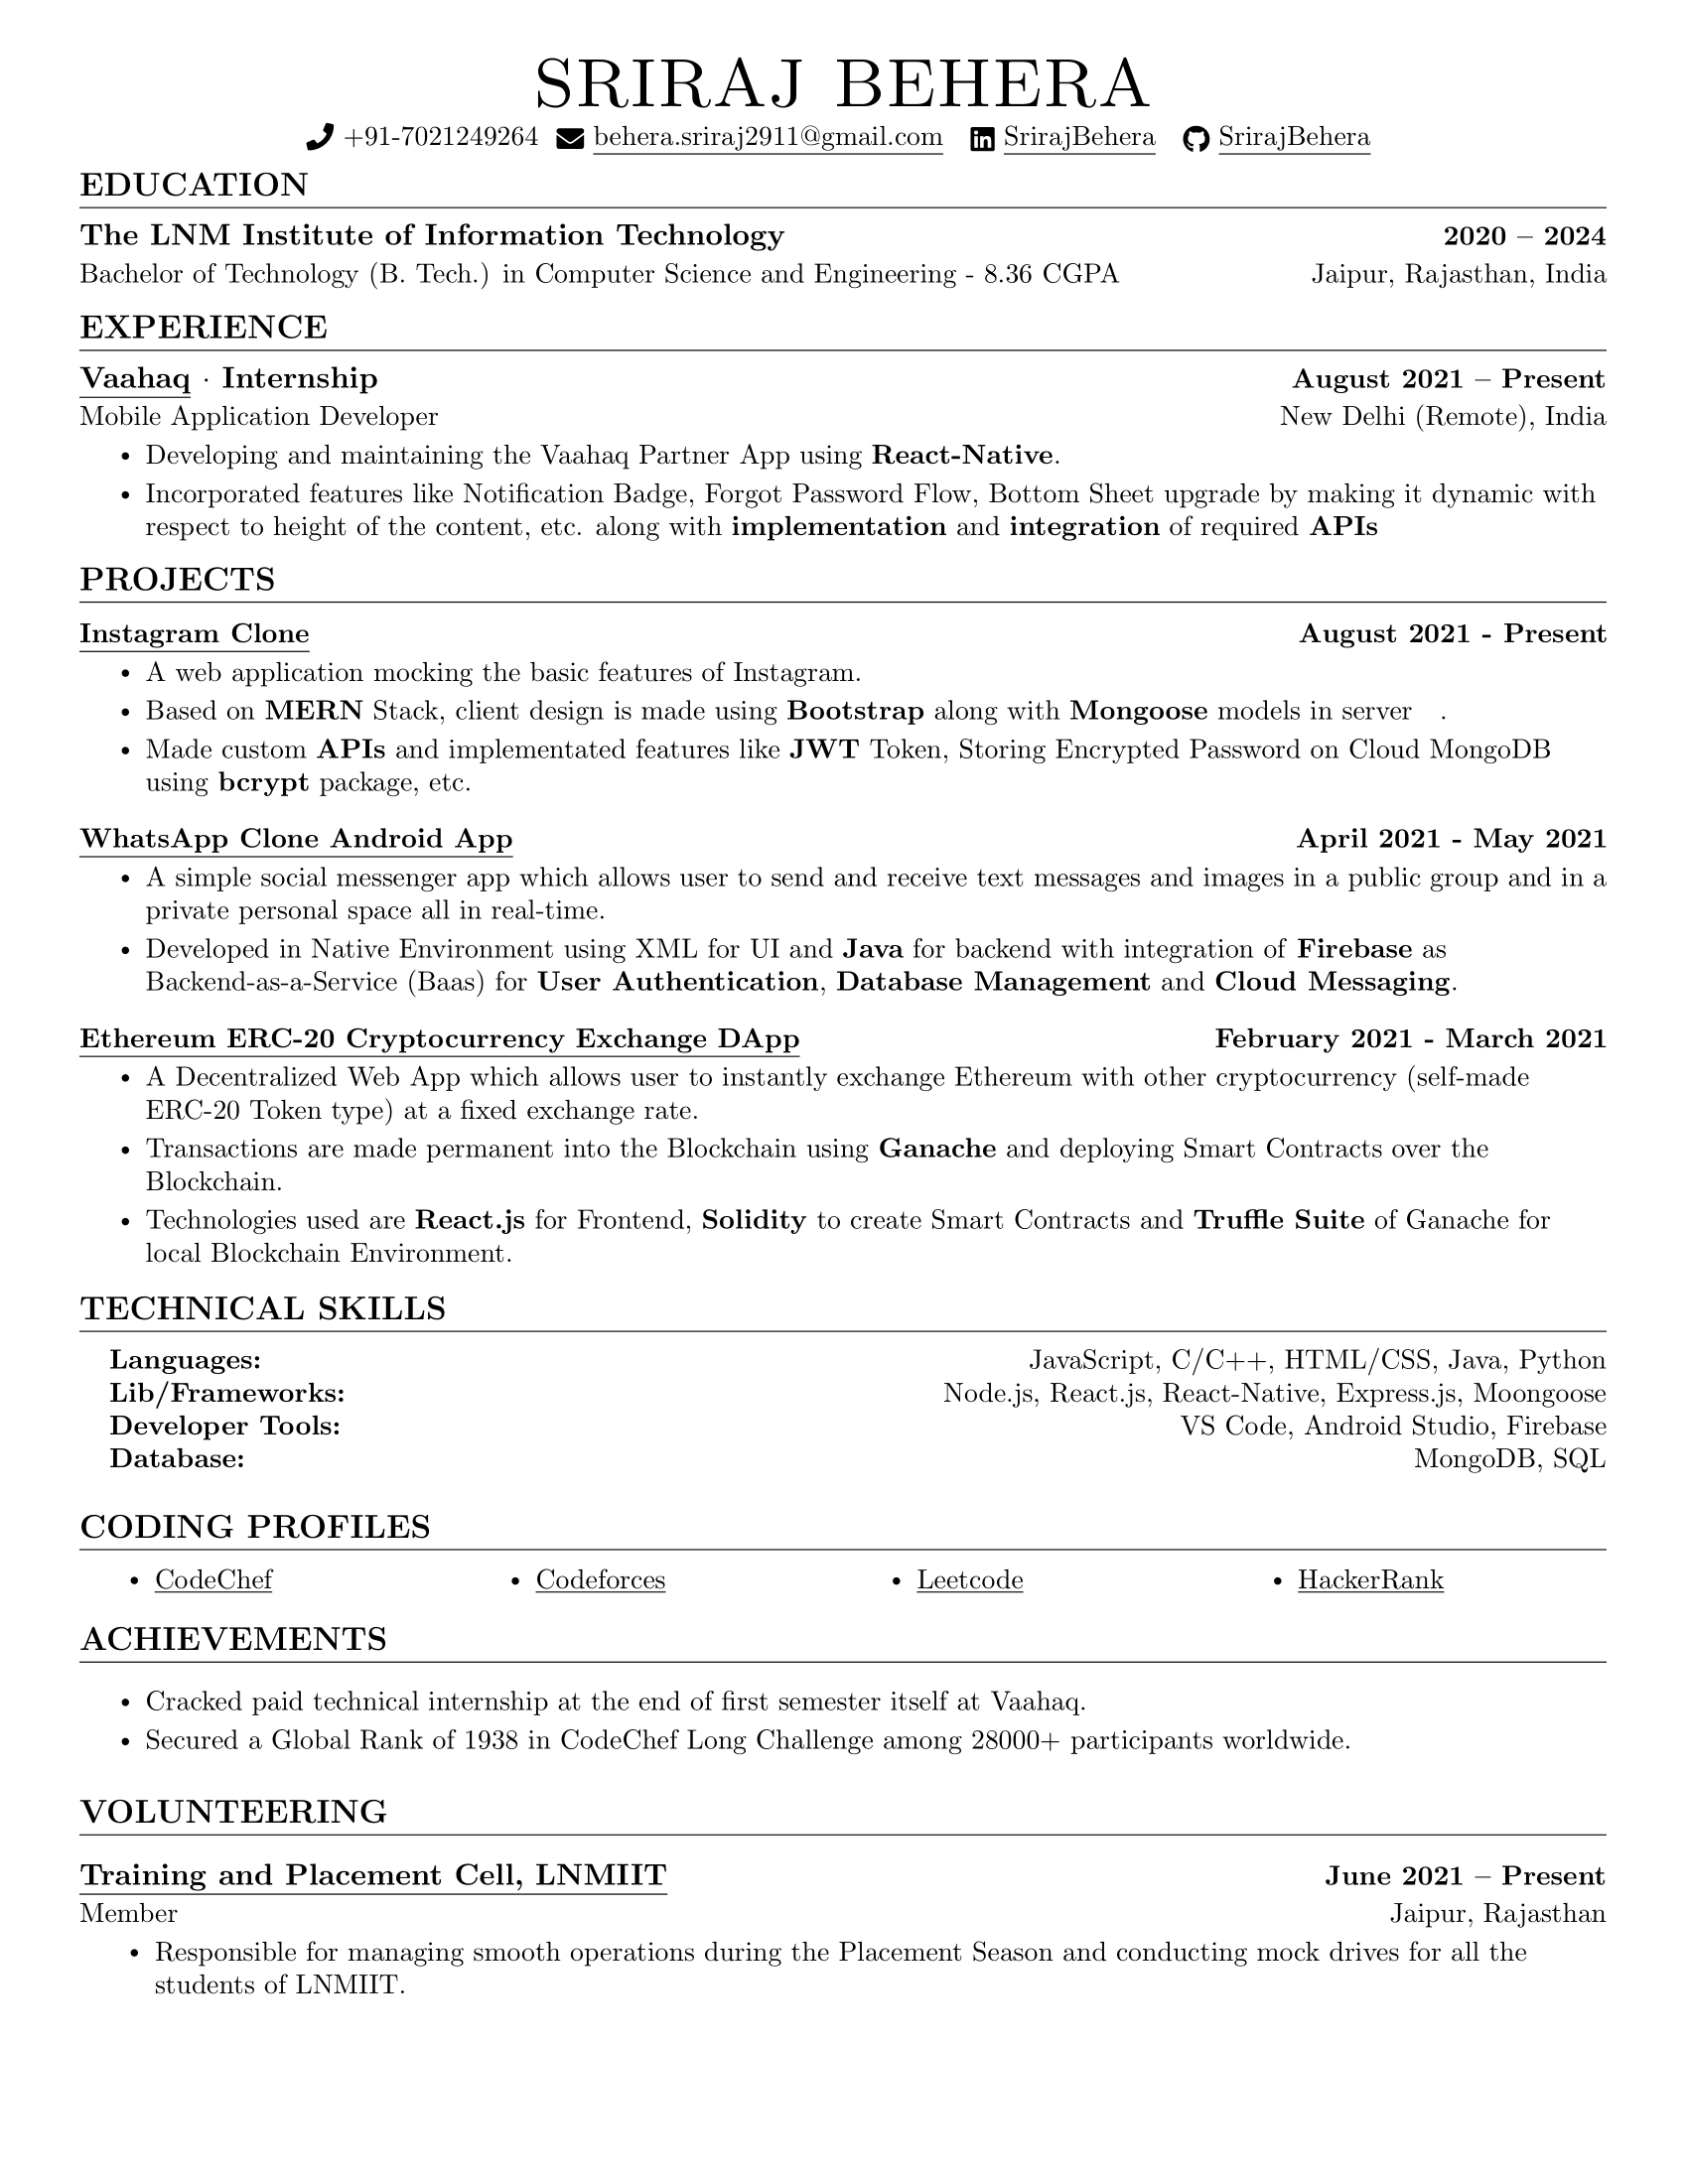 SRIRAJ BEHERA
+91-7021249264 behera.sriraj2911@gmail.com SrirajBehera SrirajBehera
EDUCATION
The LNM Institute of Information Technology 2020 – 2024
Bachelor of Technology (B. Tech.) in Computer Science and Engineering - 8.36 CGPA Jaipur, Rajasthan, India
EXPERIENCE
Vaahaq · Internship August 2021 – Present
Mobile Application Developer New Delhi (Remote), India
• Developing and maintaining the Vaahaq Partner App using React-Native.
• Incorporated features like Notification Badge, Forgot Password Flow, Bottom Sheet upgrade by making it dynamic with
respect to height of the content, etc. along with implementation and integration of required APIs
PROJECTS
Instagram Clone August 2021 - Present
• A web application mocking the basic features of Instagram.
• Based on MERN Stack, client design is made using Bootstrap along with Mongoose models in server .
• Made custom APIs and implementated features like JWT Token, Storing Encrypted Password on Cloud MongoDB
using bcrypt package, etc.
WhatsApp Clone Android App April 2021 - May 2021
• A simple social messenger app which allows user to send and receive text messages and images in a public group and in a
private personal space all in real-time.
• Developed in Native Environment using XML for UI and Java for backend with integration of Firebase as
Backend-as-a-Service (Baas) for User Authentication, Database Management and Cloud Messaging.
Ethereum ERC-20 Cryptocurrency Exchange DApp February 2021 - March 2021
• A Decentralized Web App which allows user to instantly exchange Ethereum with other cryptocurrency (self-made
ERC-20 Token type) at a fixed exchange rate.
• Transactions are made permanent into the Blockchain using Ganache and deploying Smart Contracts over the
Blockchain.
• Technologies used are React.js for Frontend, Solidity to create Smart Contracts and Truffle Suite of Ganache for
local Blockchain Environment.
TECHNICAL SKILLS
Languages: JavaScript, C/C++, HTML/CSS, Java, Python
Lib/Frameworks: Node.js, React.js, React-Native, Express.js, Moongoose
Developer Tools: VS Code, Android Studio, Firebase
Database: MongoDB, SQL
CODING PROFILES
• CodeChef • Codeforces • Leetcode • HackerRank
ACHIEVEMENTS
• Cracked paid technical internship at the end of first semester itself at Vaahaq.
• Secured a Global Rank of 1938 in CodeChef Long Challenge among 28000+ participants worldwide.
VOLUNTEERING
Training and Placement Cell, LNMIIT June 2021 – Present
Member Jaipur, Rajasthan
• Responsible for managing smooth operations during the Placement Season and conducting mock drives for all the
students of LNMIIT.